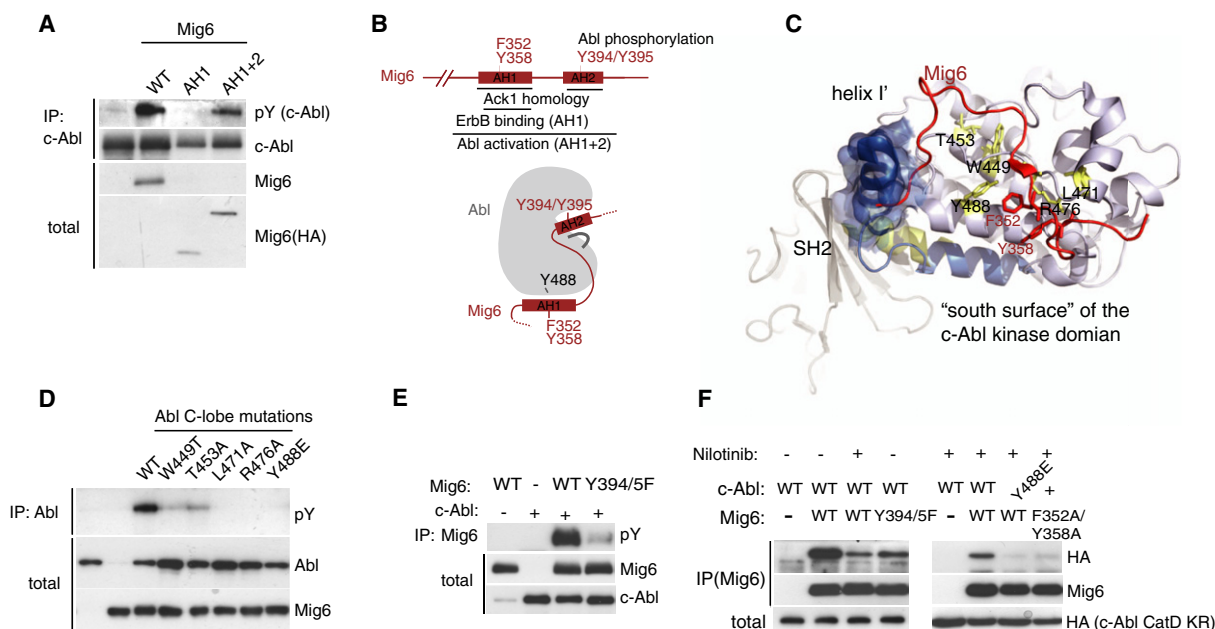 A
Mig6
WT
AH1
AH1+2
IP:
c-Abl
pY (c-Abl)
c-Abl
total
Mig6
Mig6(HA)
B
F352
Y358
Abl phosphorylation
Y394/Y395
Mig6
AH1
AH2
Ack1 homology
ErbB binding (AH1)
Abl activation (AH1+2)
Abl
Y394/Y395
AH2
Y488
Mig6
AH1
F352
Y358
C
Mig6
helix I'
T453
W449
L471
Y488
R476
F352
Y358
SH2
“south surface” of the
c-Abl kinase domian
D
Abl C-lobe mutations
WT
W449T
T453A
L471A
R476A
Y488E
IP: Abl
pY
total
Abl
Mig6
E
Mig6: WT - WT Y394/5F
c-Abl: - + + +
IP: Mig6
pY
total
Mig6
c-Abl
F
Nilotinib: - - + - + + + +
c-Abl: WT WT WT WT WT WT Y488E +
Mig6: - WT WT Y394/5F - WT WT F352A/
Y358A
IP(Mig6)
HA
Mig6
total
HA (c-Abl CatD KR)